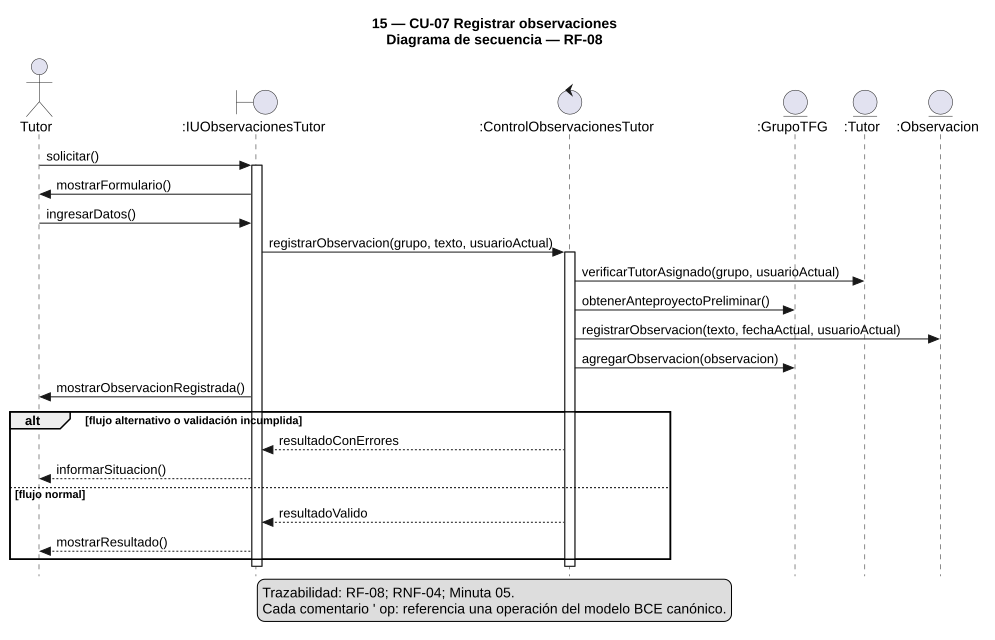 15 — CU-07 Registrar observaciones
Diagrama de secuencia — RF-08
Tutor
:IUObservacionesTutor
:ControlObservacionesTutor
:GrupoTFG
:Tutor
:Observacion
solicitar()
mostrarFormulario()
ingresarDatos()
registrarObservacion(grupo, texto, usuarioActual)
verificarTutorAsignado(grupo, usuarioActual)
obtenerAnteproyectoPreliminar()
registrarObservacion(texto, fechaActual, usuarioActual)
agregarObservacion(observacion)
mostrarObservacionRegistrada()
alt
[flujo alternativo o validación incumplida]
resultadoConErrores
informarSituacion()
[flujo normal]
resultadoValido
mostrarResultado()
Trazabilidad: RF-08; RNF-04; Minuta 05.
Cada comentario ' op: referencia una operación del modelo BCE canónico.